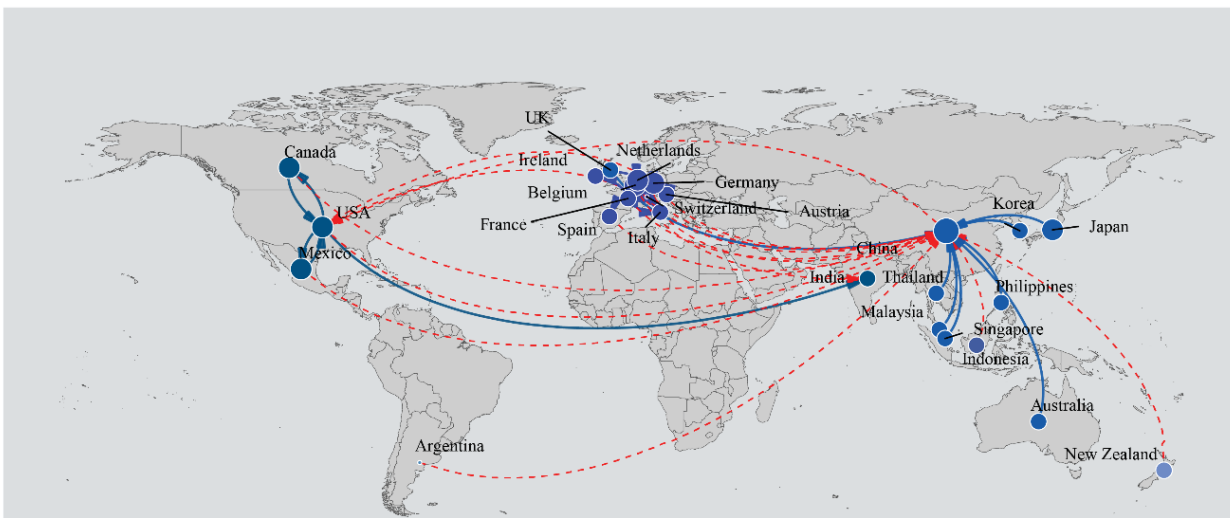 UK
Canada
Ireland
Netherlands
Belgium
Germany
USA
France
Spain
Switzerland
Austria
Italy
Korea
Japan
Mexico
China
India
Thailand
Philippines
Malaysia
Singapore
Indonesia
Australia
Argentina
New Zealand